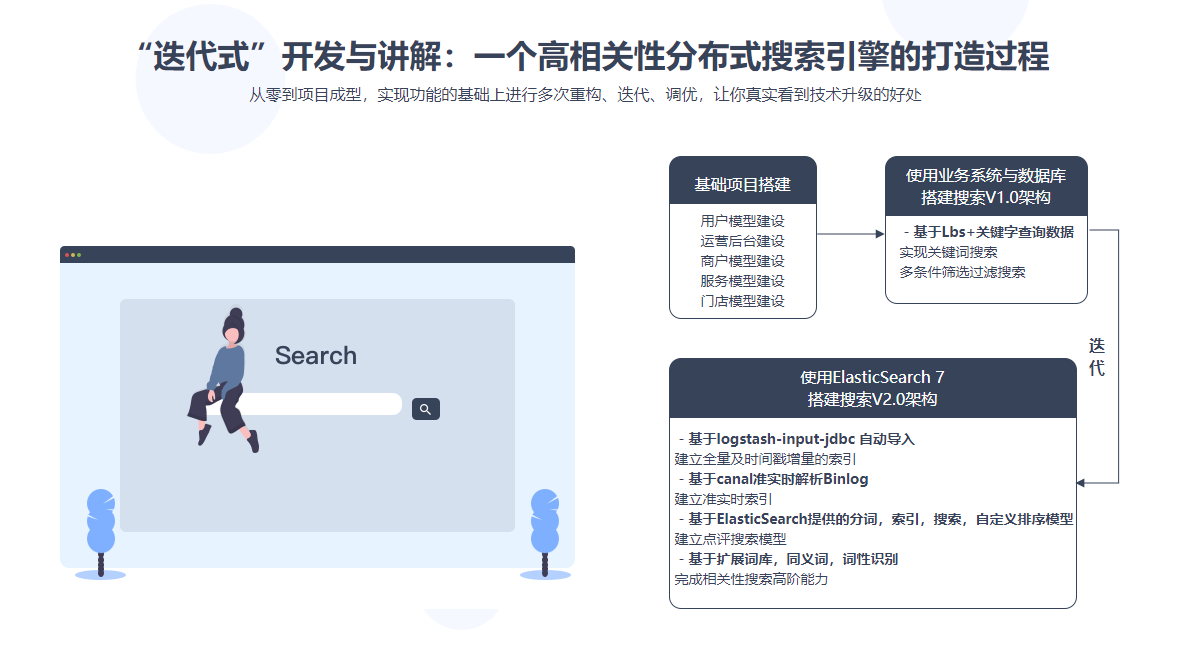 “迭代式”开发与讲解：一个高相关性分布式搜索引擎的打造过程
从零到项目成型，实现功能的基础上进行多次重构、迭代、调优，让你真实看到技术升级的好处
Search
基础项目搭建
用户模型建设
运营后台建设
商户模型建设
服务模型建设
门店模型建设
使用业务系统与数据库
搭建搜索V1.0架构
- 基于Lbs+关键字查询数据
实现关键词搜索
多条件筛选过滤搜索
迭
代
使用ElasticSearch 7
搭建搜索V2.0架构
- 基于logstash-input-jdbc 自动导入
建立全量及时间戳增量的索引
- 基于canal准实时解析Binlog
建立准实时索引
- 基于ElasticSearch提供的分词，索引，搜索，自定义排序模型
建立点评搜索模型
- 基于扩展词库，同义词，词性识别
完成相关性搜索高阶能力